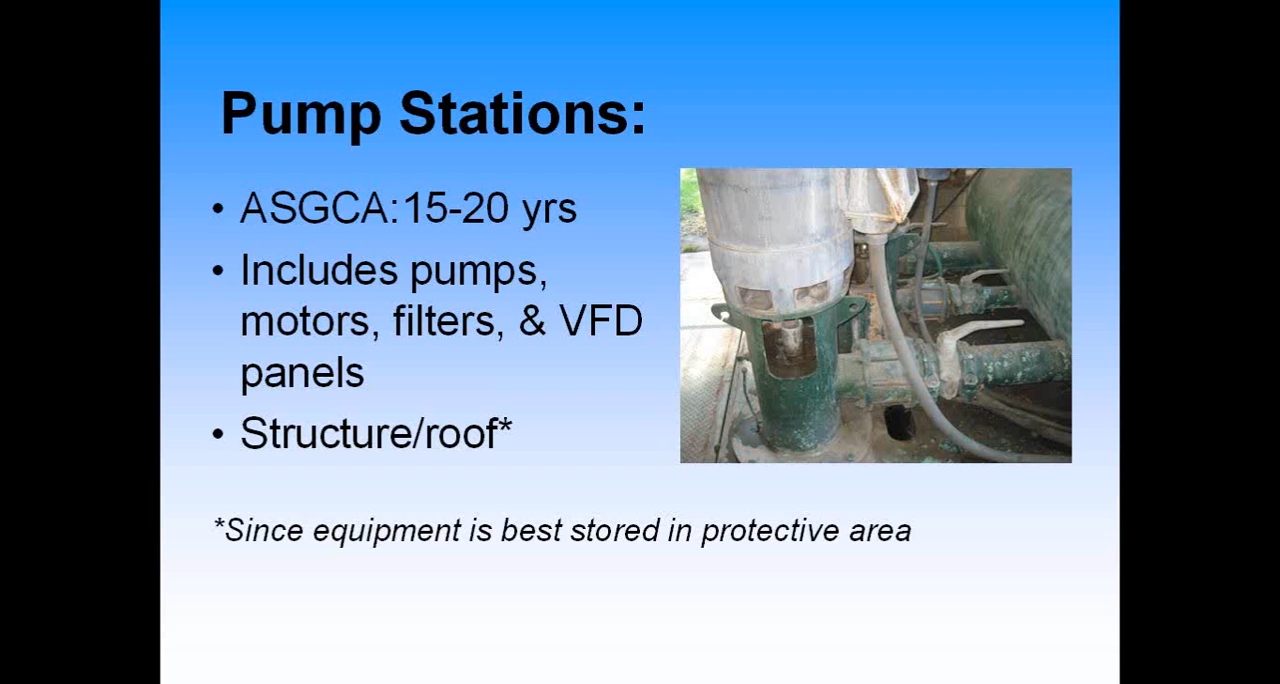 Pump Stations:
• ASGCA:15-20 yrs
• Includes pumps,
motors, filters, & VFD
panels
• Structure/roof*
*Since equipment is best stored in protective area